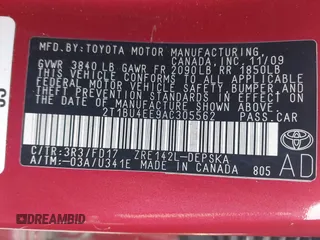 MFD.BY:TOYOTA MOTOR MANUFACTURING,
CANADA, INC. 11/09
GVWR 3840 LB GAWR FR 2090LB RR 1850LB
THIS VEHICLE CONFORMS TO ALL APPLICABLE
FEDERAL MOTOR VEHICLE SAFETY, BUMPER, AND
THEFT PREVENTION STANDARDS IN EFFECT ON
THE DATE OF MANUFACTURE SHOWN ABOVE.
2T1BU4EE9AC305562 PASS.CAR
C/TR:3R3/FD17 ZRE142L-DEPSKA
A/TM:-03A/U341E MADE IN CANADA 805
AD
DREAMBID